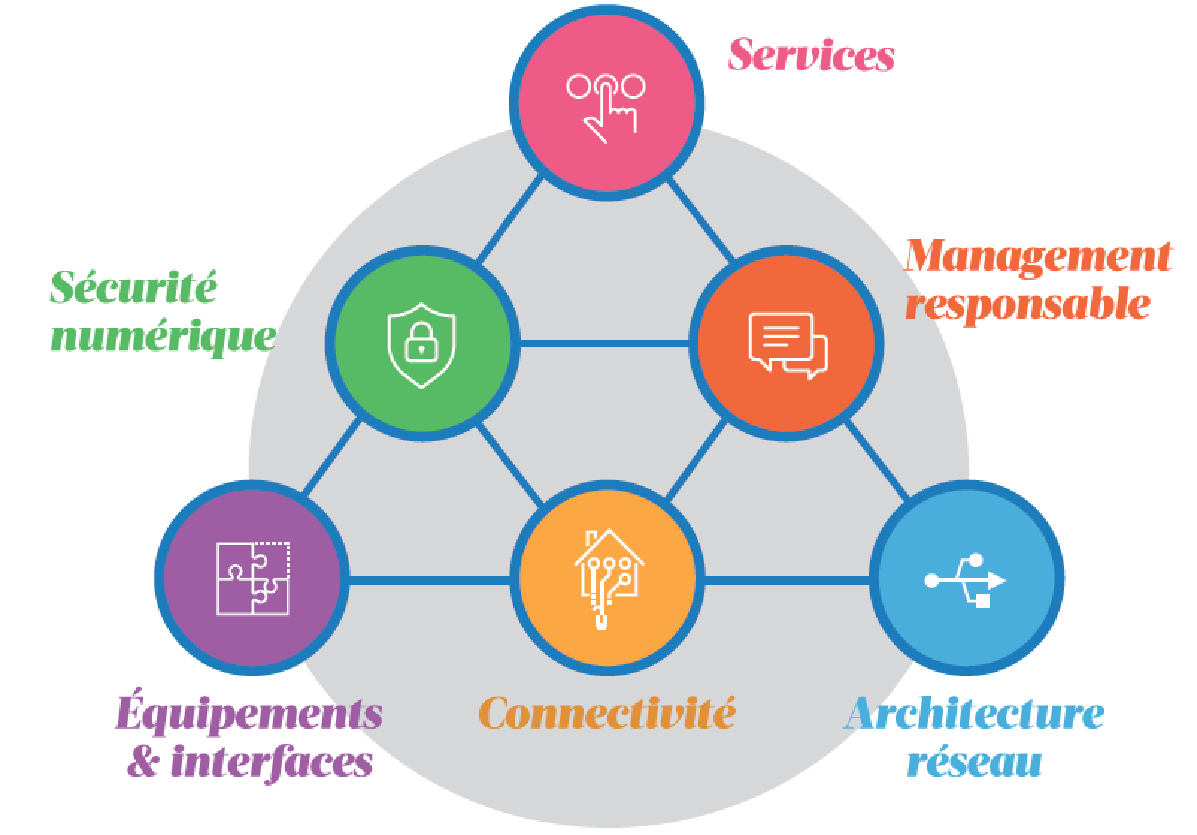 Services
Management
responsable
Sécurité
numérique
Équipements
& interfaces
Connectivité
Architecture
réseau